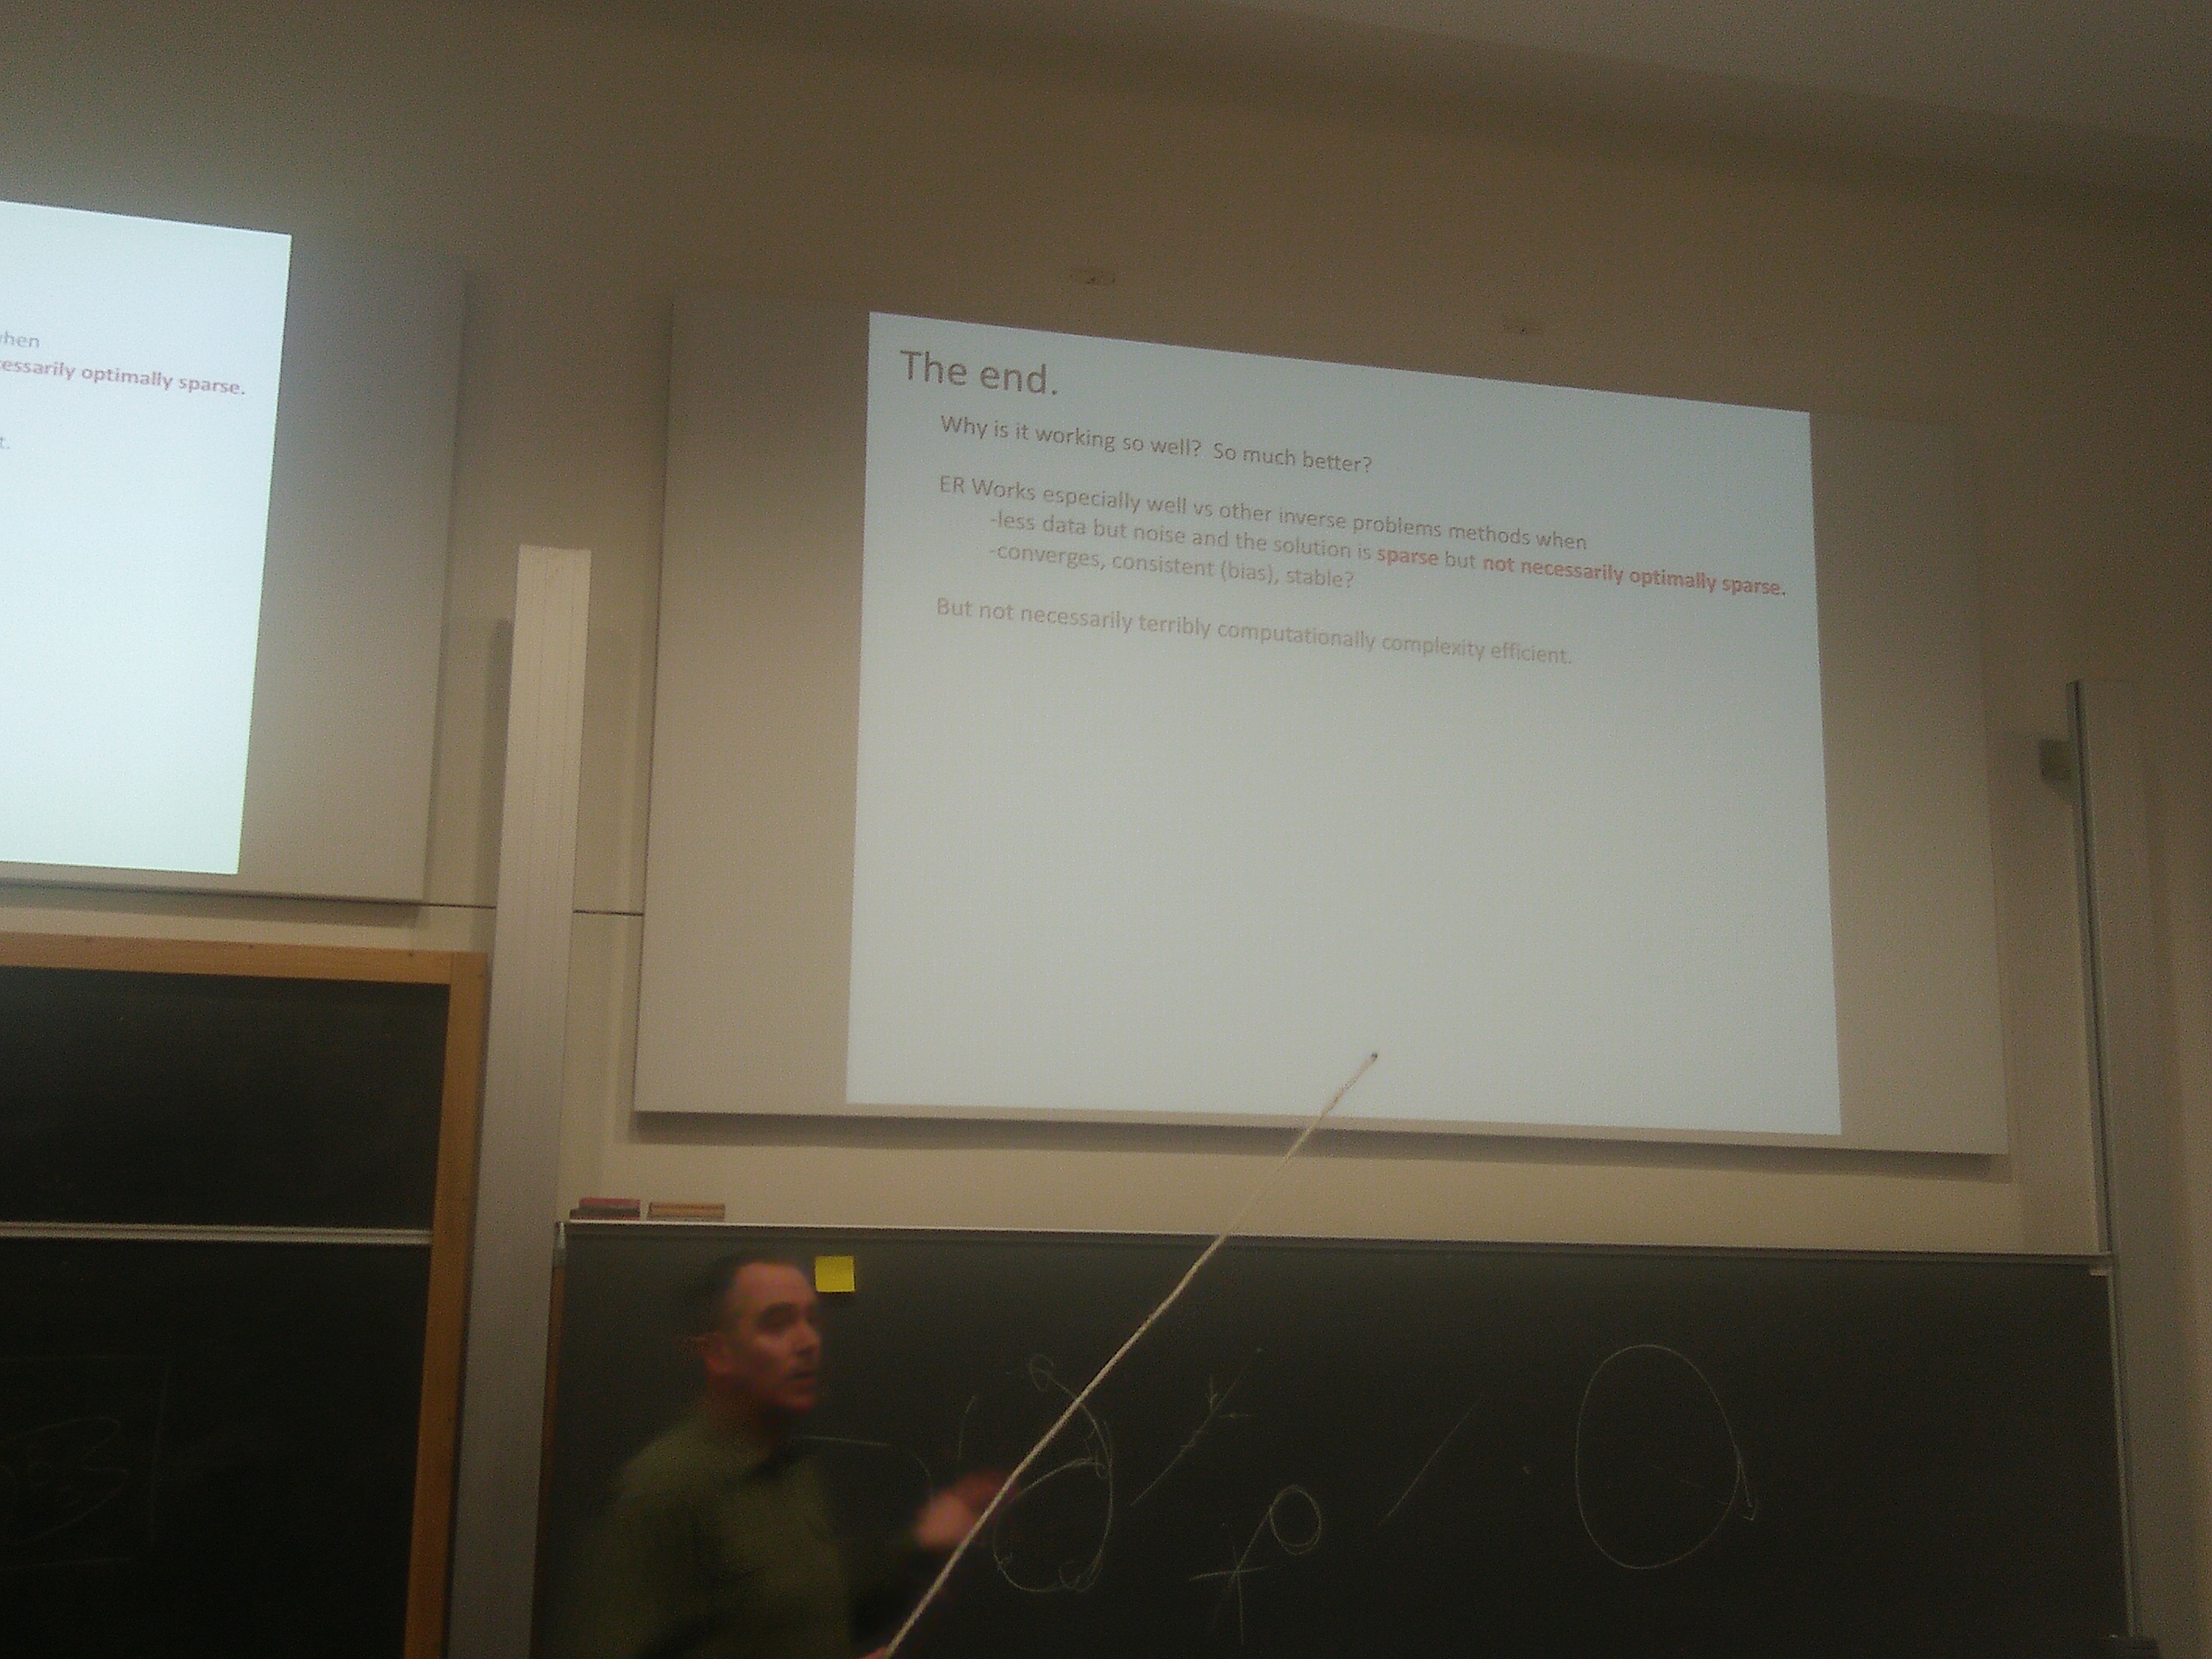 hen
essarily optimally sparse.
t.
The end.
Why is it working so well? So much better?
ER Works especially well vs other inverse problems methods when
-less data but noise and the solution is sparse but not necessarily optimally sparse.
-converges, consistent (bias), stable?
But not necessarily terribly computationally complexity efficient.